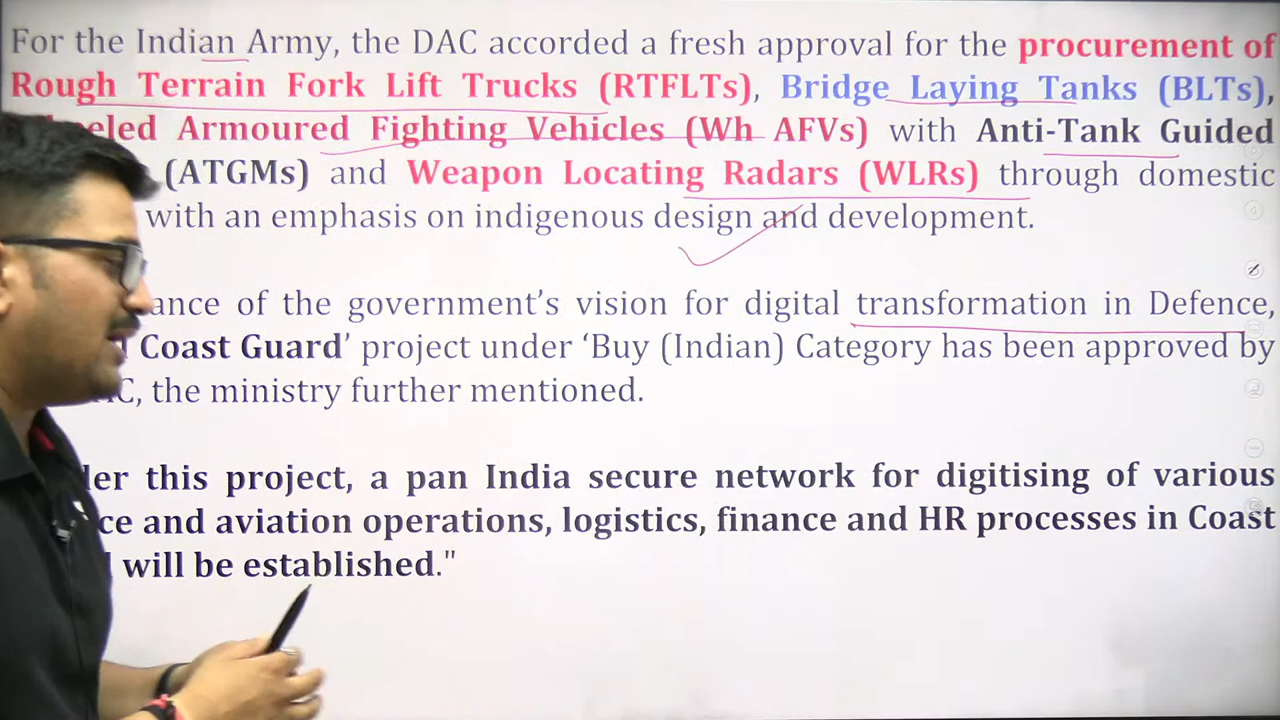 For the Indian Army, the DAC accorded a fresh approval for the procurement of
Rough Terrain Fork Lift Trucks (RTFLTs), Bridge Laying Tanks (BLTs),
Armoured Fighting Vehicles (Wh AFVs) with Anti-Tank Guided
(ATGMs) and Weapon Locating Radars (WLRs) through domestic
with an emphasis on indigenous design and development.
of the government's vision for digital transformation in Defence,
Coast Guard' project under 'Buy (Indian) Category has been approved by
the ministry further mentioned.
this project, a pan India secure network for digitising of various
and aviation operations, logistics, finance and HR processes in Coast
will be established."